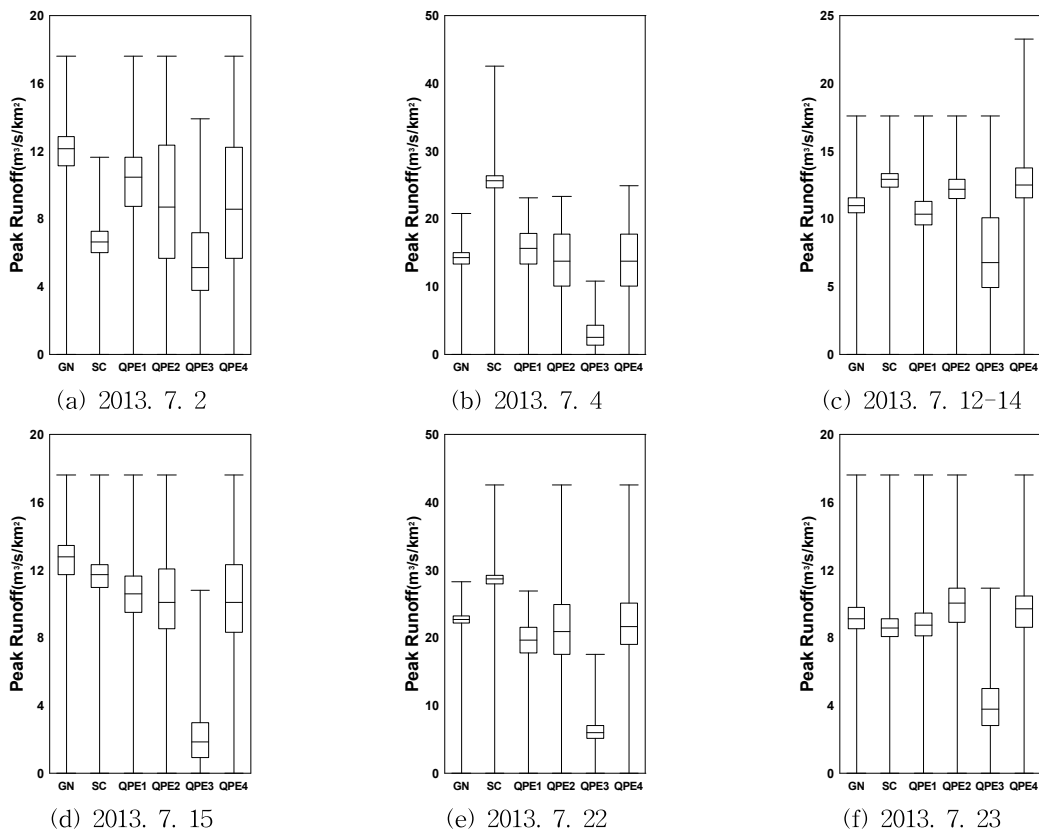 20
16
12
8
4
0
Peak Runoff(m³/s/km²)
GN SC QPE1 QPE2 QPE3 QPE4
(a) 2013. 7. 2
50
40
30
20
10
0
Peak Runoff(m³/s/km²)
GN SC QPE1 QPE2 QPE3 QPE4
(b) 2013. 7. 4
25
20
15
10
5
0
Peak Runoff(m³/s/km²)
GN SC QPE1 QPE2 QPE3 QPE4
(c) 2013. 7. 12-14
20
16
12
8
4
0
Peak Runoff(m³/s/km²)
GN SC QPE1 QPE2 QPE3 QPE4
(d) 2013. 7. 15
50
40
30
20
10
0
Peak Runoff(m³/s/km²)
GN SC QPE1 QPE2 QPE3 QPE4
(e) 2013. 7. 22
20
16
12
8
4
0
Peak Runoff(m³/s/km²)
GN SC QPE1 QPE2 QPE3 QPE4
(f) 2013. 7. 23